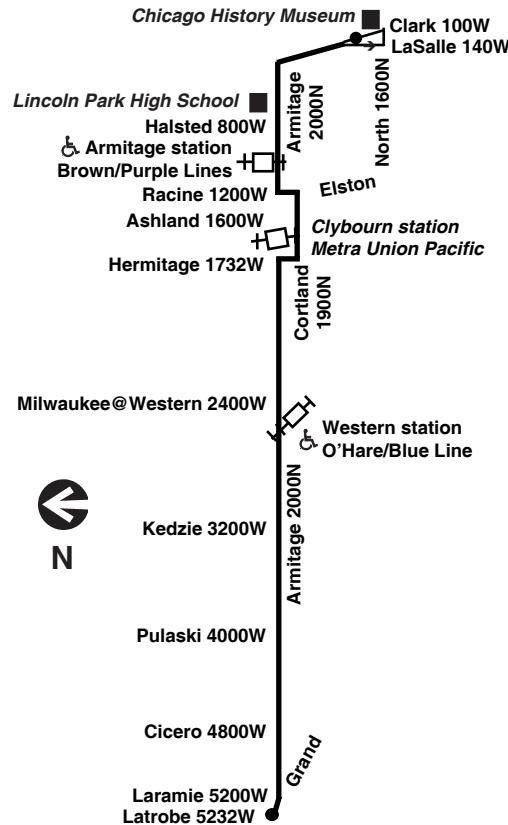 Chicago History Museum
Clark 100W
LaSalle 140W
Lincoln Park High School
Armitage
2000N
North 1600N
Halsted 800W
Armitage station
Brown/Purple Lines
Elston
Racine 1200W
Ashland 1600W
Clybourn station
Metra Union Pacific
Hermitage 1732W
Cortland
1900N
Milwaukee@Western 2400W
Western station
O'Hare/Blue Line
Armitage 2000N
N
Kedzie 3200W
Pulaski 4000W
Cicero 4800W
Grand
Laramie 5200W
Latrobe 5232W